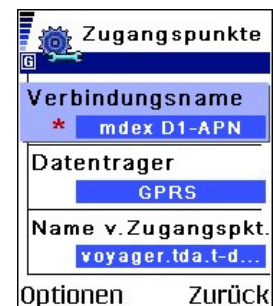 Zugangspunkte
G
Verbindungsname
* mdex D1-APN
Datentrager
GPRS
Name v.Zugangspkt.
voyager.tda.t-d...
Optionen Zurück